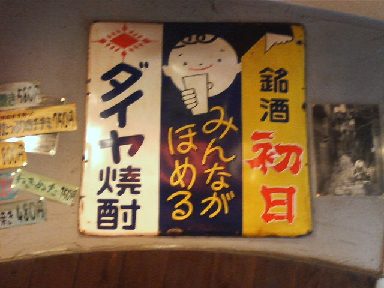 銘酒
初日
みんなが
ほめる
ダイヤ焼酎